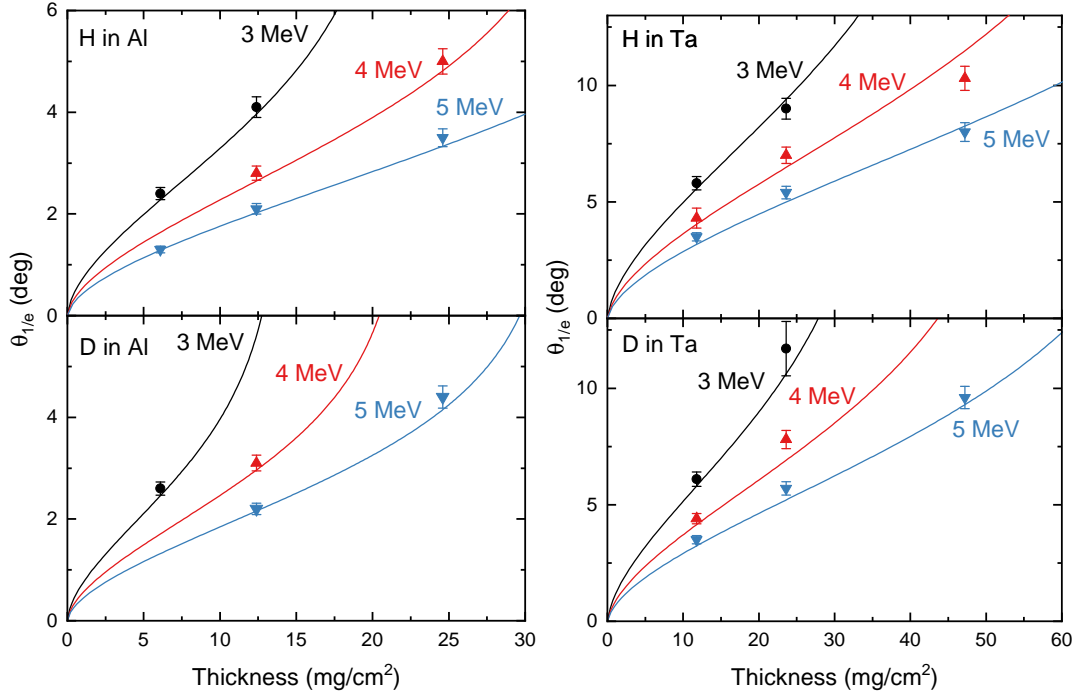 H in Al
3 MeV
4 MeV
5 MeV
6
4
2
0
H in Ta
3 MeV
4 MeV
5 MeV
10
5
0
θ1/e (deg)
θ1/e (deg)
D in Al
3 MeV
4 MeV
5 MeV
4
2
0
0 5 10 15 20 25 30
Thickness (mg/cm²)
D in Ta
3 MeV
4 MeV
5 MeV
10
5
0
0 10 20 30 40 50 60
Thickness (mg/cm²)